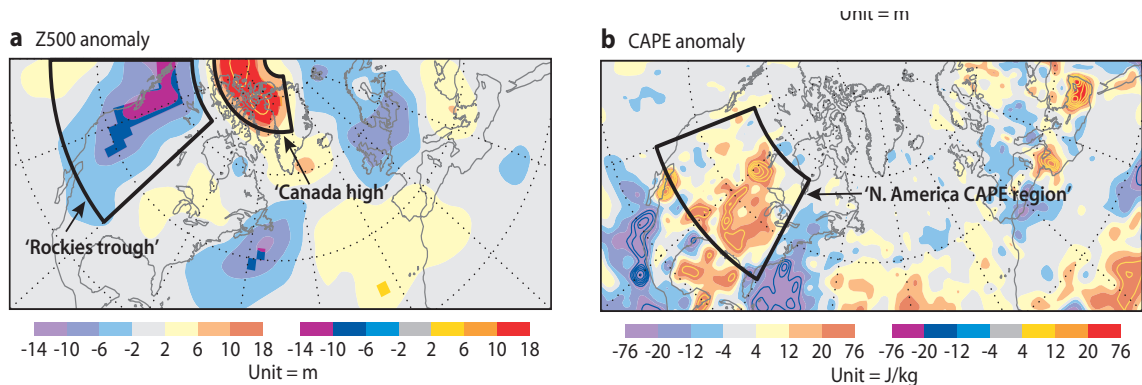 Unit = m
a Z500 anomaly
'Canada high'
'Rockies trough'
-14 -10 -6 -2 2 6 10 18 -14 -10 -6 -2 2 6 10 18
Unit = m
b CAPE anomaly
'N. America CAPE region'
-76 -20 -12 -4 4 12 20 76 -76 -20 -12 -4 4 12 20 76
Unit = J/kg